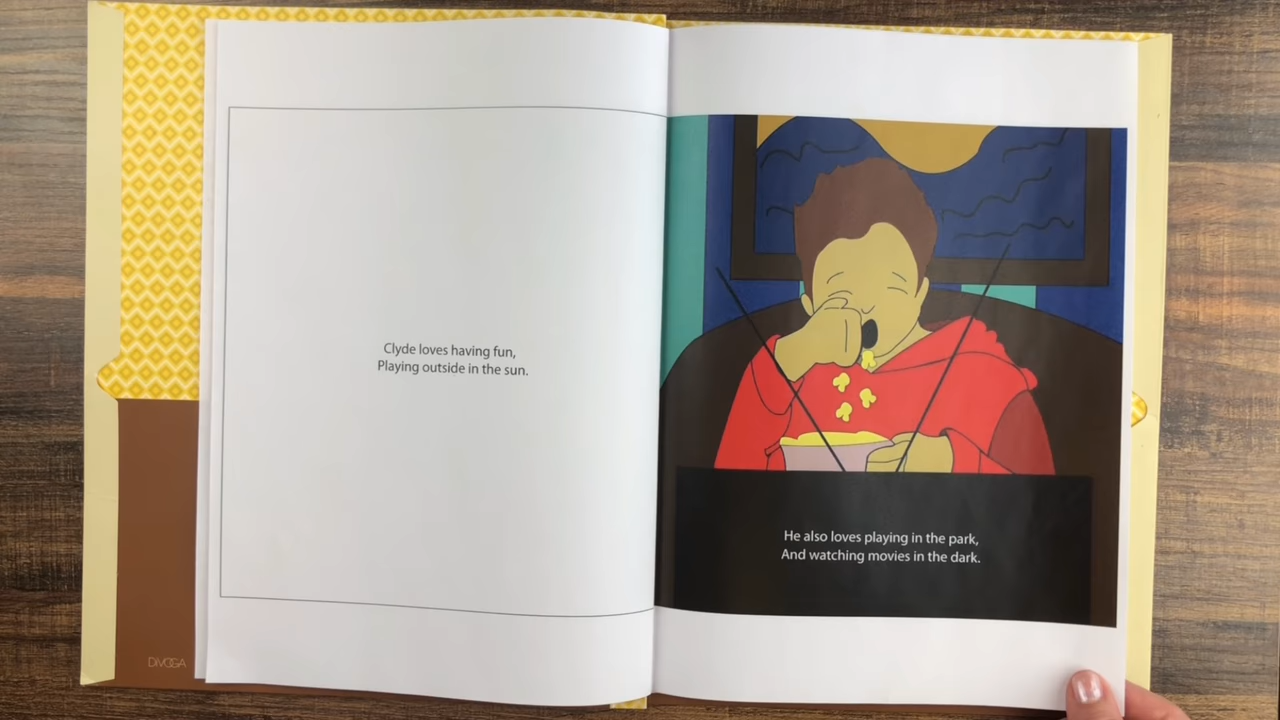 Clyde loves having fun,
Playing outside in the sun.
He also loves playing in the park,
And watching movies in the dark.
DIVOGA